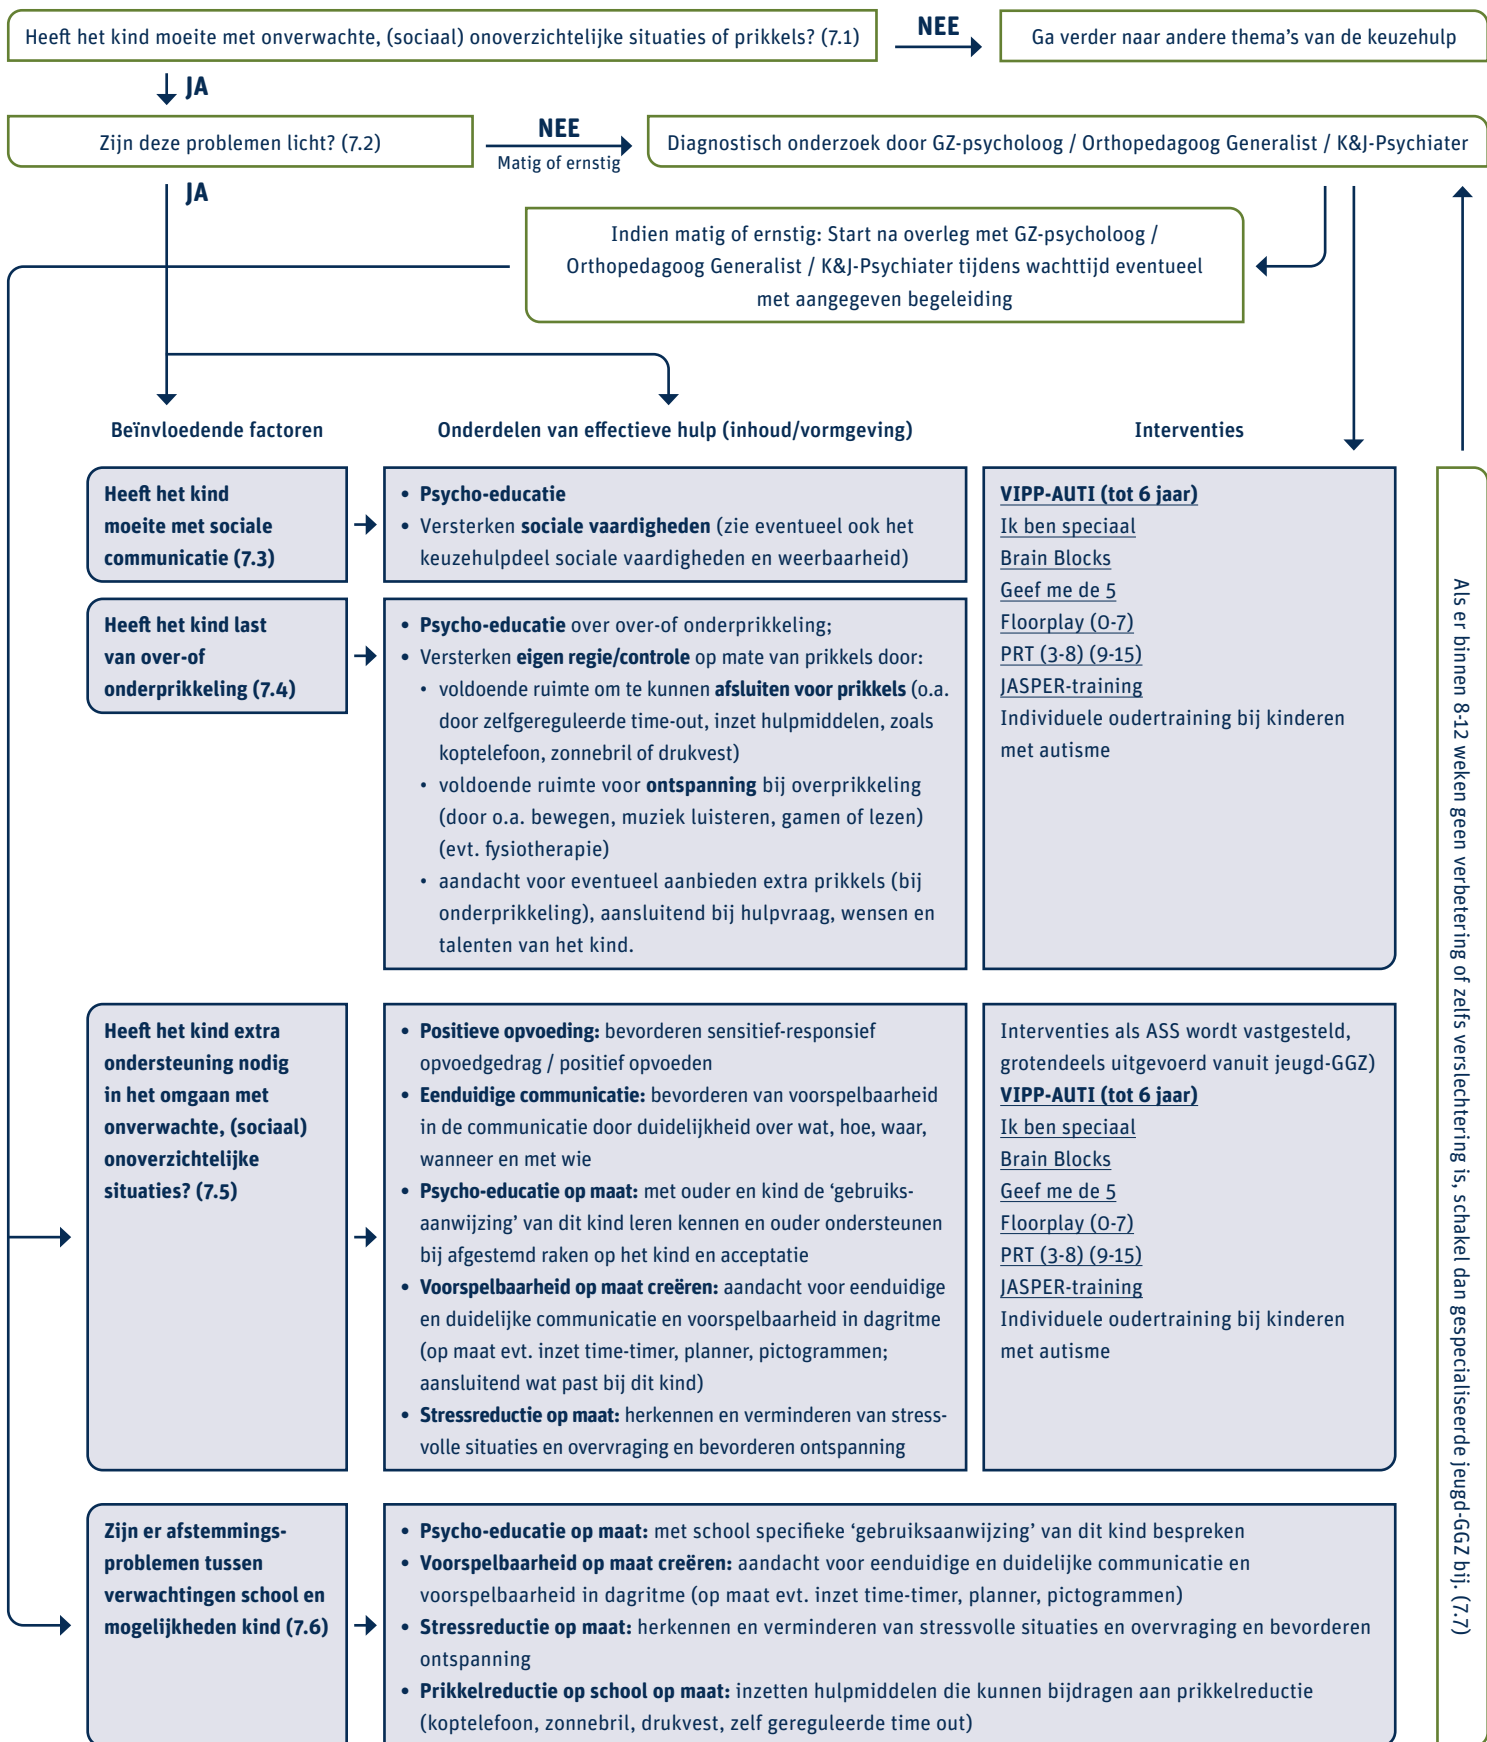 Heeft het kind moeite met onverwachte, (sociaal) onoverzichtelijke situaties of prikkels? (7.1)
NEE
Ga verder naar andere thema’s van de keuzehulp
JA
Zijn deze problemen licht? (7.2)
NEE
Matig of ernstig
Diagnostisch onderzoek door GZ-psycholoog / Orthopedagoog Generalist / K&J-Psychiater
JA
Indien matig of ernstig: Start na overleg met GZ-psycholoog /
Orthopedagoog Generalist / K&J-Psychiater tijdens wachttijd eventueel
met aangegeven begeleiding
Beïnvloedende factoren
Onderdelen van effectieve hulp (inhoud/vormgeving)
Interventies
Heeft het kind
moeite met sociale
communicatie (7.3)
• Psycho-educatie
• Versterken sociale vaardigheden (zie eventueel ook het
keuzehulpdeel sociale vaardigheden en weerbaarheid)
Heeft het kind last
van over-of
onderprikkeling (7.4)
• Psycho-educatie over over-of onderprikkeling;
• Versterken eigen regie/controle op mate van prikkels door:
• voldoende ruimte om te kunnen afsluiten voor prikkels (o.a.
door zelfgereguleerde time-out, inzet hulpmiddelen, zoals
koptelefoon, zonnebril of drukvest)
• voldoende ruimte voor ontspanning bij overprikkeling
(door o.a. bewegen, muziek luisteren, gamen of lezen)
(evt. fysiotherapie)
• aandacht voor eventueel aanbieden extra prikkels (bij
onderprikkeling), aansluitend bij hulpvraag, wensen en
talenten van het kind.
VIPP-AUTI (tot 6 jaar)
Ik ben speciaal
Brain Blocks
Geef me de 5
Floorplay (0-7)
PRT (3-8) (9-15)
JASPER-training
Individuele oudertraining bij kinderen
met autisme
Heeft het kind extra
ondersteuning nodig
in het omgaan met
onverwachte, (sociaal)
onoverzichtelijke
situaties? (7.5)
• Positieve opvoeding: bevorderen sensitief-responsief
opvoedgedrag / positief opvoeden
• Eenduidige communicatie: bevorderen van voorspelbaarheid
in de communicatie door duidelijkheid over wat, hoe, waar,
wanneer en met wie
• Psycho-educatie op maat: met ouder en kind de ‘gebruiks-
aanwijzing’ van dit kind leren kennen en ouder ondersteunen
bij afgestemd raken op het kind en acceptatie
• Voorspelbaarheid op maat creëren: aandacht voor eenduidige
en duidelijke communicatie en voorspelbaarheid in dagritme
(op maat evt. inzet time-timer, planner, pictogrammen;
aansluitend wat past bij dit kind)
• Stressreductie op maat: herkennen en verminderen van stress-
volle situaties en overvraging en bevorderen ontspanning
Interventies als ASS wordt vastgesteld,
grotendeels uitgevoerd vanuit jeugd-GGZ)
VIPP-AUTI (tot 6 jaar)
Ik ben speciaal
Brain Blocks
Geef me de 5
Floorplay (0-7)
PRT (3-8) (9-15)
JASPER-training
Individuele oudertraining bij kinderen
met autisme
Zijn er afstemmings-
problemen tussen
verwachtingen school en
mogelijkheden kind (7.6)
• Psycho-educatie op maat: met school specifieke ‘gebruiksaanwijzing’ van dit kind bespreken
• Voorspelbaarheid op maat creëren: aandacht voor eenduidige en duidelijke communicatie en
voorspelbaarheid in dagritme (op maat evt. inzet time-timer, planner, pictogrammen)
• Stressreductie op maat: herkennen en verminderen van stressvolle situaties en overvraging en bevorderen
ontspanning
• Prikkelreductie op school op maat: inzetten hulpmiddelen die kunnen bijdragen aan prikkelreductie
(koptelefoon, zonnebril, drukvest, zelf gereguleerde time out)
Als er binnen 8-12 weken geen verbetering of zelfs verslechtering is, schakel dan gespecialiseerde jeugd-GGZ bij. (7.7)